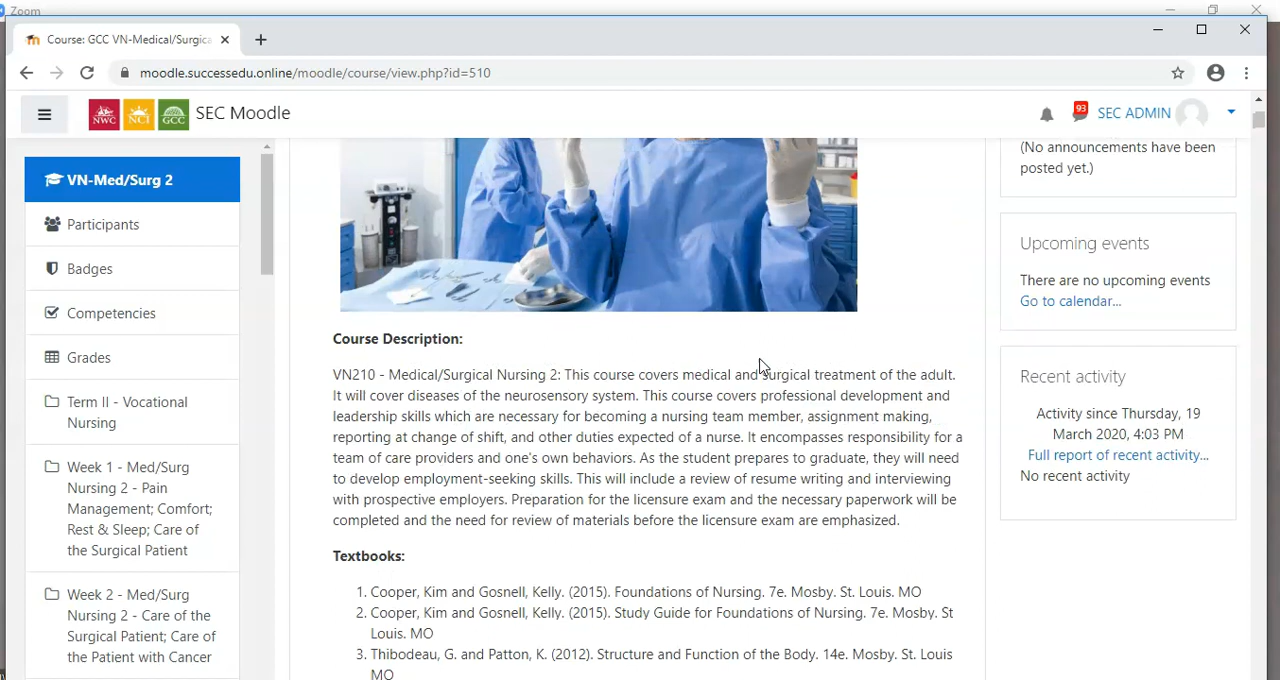 Zoom
Course: GCC VN-Medical/Surgica
moodle.successedu.online/moodle/course/view.php?id=510
NWC NCI GCC SEC Moodle
93 SEC ADMIN
VN-Med/Surg 2
Participants
Badges
Competencies
Grades
Term II - Vocational
Nursing
Week 1 - Med/Surg
Nursing 2 - Pain
Management; Comfort;
Rest & Sleep; Care of
the Surgical Patient
Week 2 - Med/Surg
Nursing 2 - Care of the
Surgical Patient; Care of
the Patient with Cancer
Course Description:
VN210 - Medical/Surgical Nursing 2: This course covers medical and surgical treatment of the adult.
It will cover diseases of the neurosensory system. This course covers professional development and
leadership skills which are necessary for becoming a nursing team member, assignment making,
reporting at change of shift, and other duties expected of a nurse. It encompasses responsibility for a
team of care providers and one's own behaviors. As the student prepares to graduate, they will need
to develop employment-seeking skills. This will include a review of resume writing and interviewing
with prospective employers. Preparation for the licensure exam and the necessary paperwork will be
completed and the need for review of materials before the licensure exam are emphasized.
Textbooks:
1. Cooper, Kim and Gosnell, Kelly. (2015). Foundations of Nursing. 7e. Mosby. St. Louis. MO
2. Cooper, Kim and Gosnell, Kelly. (2015). Study Guide for Foundations of Nursing. 7e. Mosby. St
Louis. MO
3. Thibodeau, G. and Patton, K. (2012). Structure and Function of the Body. 14e. Mosby. St. Louis
MO
(No announcements have been
posted yet.)
Upcoming events
There are no upcoming events
Go to calendar...
Recent activity
Activity since Thursday, 19
March 2020, 4:03 PM
Full report of recent activity...
No recent activity